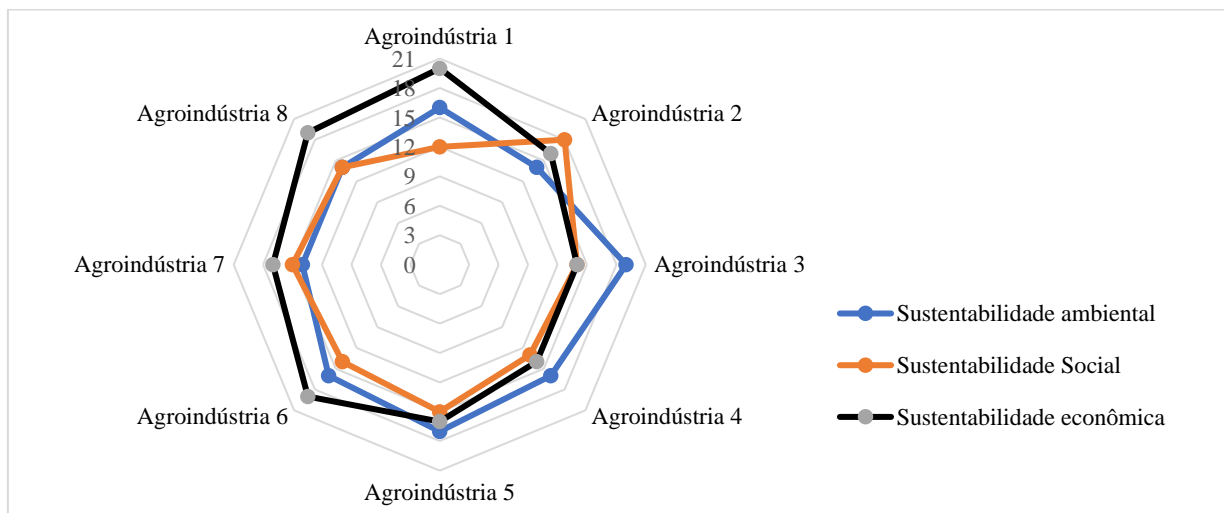 Agroindústria 1
21
18
15
12
9
6
3
0
Agroindústria 2
Agroindústria 3
Agroindústria 4
Agroindústria 5
Agroindústria 6
Agroindústria 7
Agroindústria 8
Sustentabilidade ambiental
Sustentabilidade Social
Sustentabilidade econômica